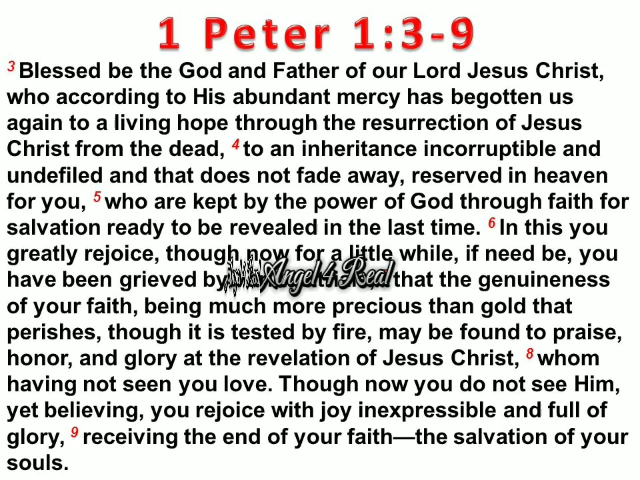 1 Peter 1:3-9
3 Blessed be the God and Father of our Lord Jesus Christ,
who according to His abundant mercy has begotten us
again to a living hope through the resurrection of Jesus
Christ from the dead, 4 to an inheritance incorruptible and
undefiled and that does not fade away, reserved in heaven
for you, 5 who are kept by the power of God through faith for
salvation ready to be revealed in the last time. 6 In this you
greatly rejoice, though now for a little while, if need be, you
Angel4Real
have been grieved by that the genuineness
of your faith, being much more precious than gold that
perishes, though it is tested by fire, may be found to praise,
honor, and glory at the revelation of Jesus Christ, 8 whom
having not seen you love. Though now you do not see Him,
yet believing, you rejoice with joy inexpressible and full of
glory, 9 receiving the end of your faith—the salvation of your
souls.